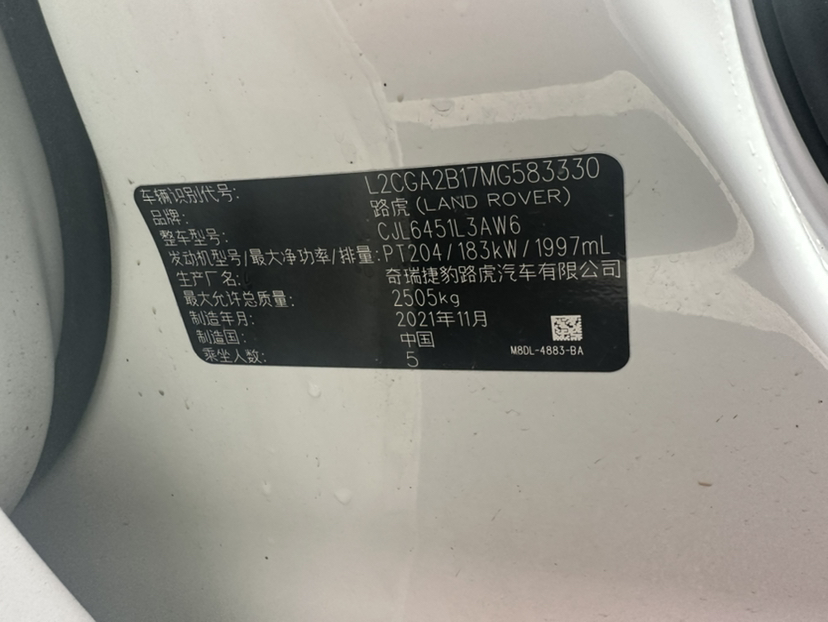 车辆识别代号: L2CGA2B17MG583330
品牌: 路虎(LAND ROVER)
整车型号: CJL6451L3AW6
发动机型号/最大净功率/排量: PT204/183kW/1997mL
生产厂名: 奇瑞捷豹路虎汽车有限公司
最大允许总质量: 2505kg
制造年月: 2021年11月
制造国: 中国
乘坐人数: 5
M8DL-4883-BA